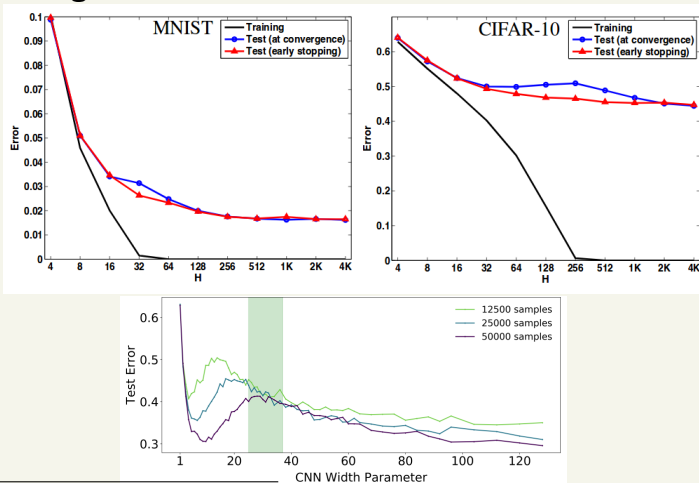 MNIST
Training
Test (at convergence)
Test (early stopping)
0.1
0.09
0.08
0.07
0.06
0.05
0.04
0.03
0.02
0.01
0
Error
4 8 16 32 64 128 256 512 1K 2K 4K
H
CIFAR-10
Training
Test (at convergence)
Test (early stopping)
0.6
0.5
0.4
0.3
0.2
0.1
0
Error
4 8 16 32 64 128 256 512 1K 2K 4K
H
12500 samples
25000 samples
50000 samples
0.6
0.5
0.4
0.3
Test Error
1 20 40 60 80 100 120
CNN Width Parameter